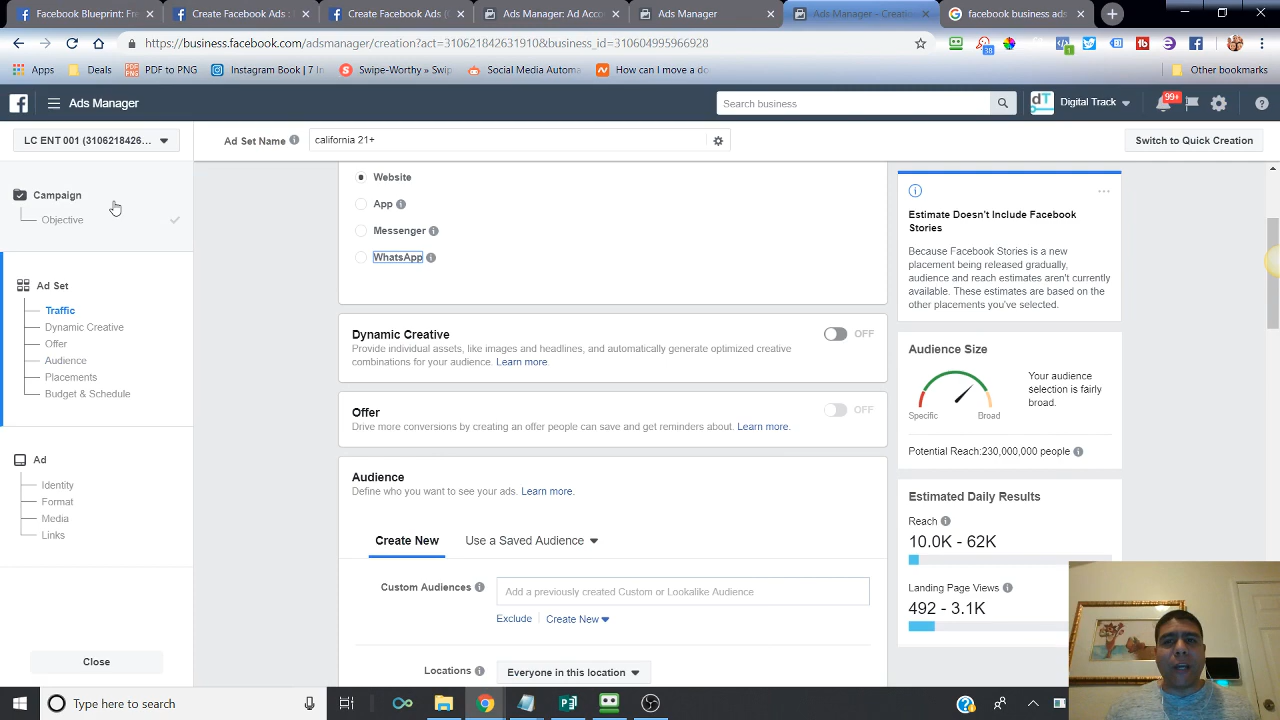 Facebook Blueprint: Fre
Create Facebook Ads :
Create Facebook Ads (
Ads Manager: Ad Acco
Ads Manager
Ads Manager - Creatio
facebook business ads
https://business.facebook.com/adsmanager/creation?act=310621842631910&business_id=310604995966928
38
1
Apps
Deals
PDF to PNG
Instagram Book | 7 In
Swipe-Worthy » Swip
Social Media Automa
How can I move a do
Other bookmarks
Ads Manager
Search business
dT
Digital Track
99+
LC ENT 001 (3106218426...
Ad Set Name
california 21+
Switch to Quick Creation
Campaign
Objective
Ad Set
Traffic
Dynamic Creative
Offer
Audience
Placements
Budget & Schedule
Ad
Identity
Format
Media
Links
Close
Website
App
Messenger
WhatsApp
Dynamic Creative
OFF
Provide individual assets, like images and headlines, and automatically generate optimized creative
combinations for your audience. Learn more.
Offer
OFF
Drive more conversions by creating an offer people can save and get reminders about. Learn more.
Audience
Define who you want to see your ads. Learn more.
Create New
Use a Saved Audience
Custom Audiences
Add a previously created Custom or Lookalike Audience
Exclude
Create New
Locations
Everyone in this location
Estimate Doesn't Include Facebook
Stories
Because Facebook Stories is a new
placement being released gradually,
audience and reach estimates aren't currently
available. These estimates are based on the
other placements you've selected.
Audience Size
Specific
Broad
Your audience
selection is fairly
broad.
Potential Reach:230,000,000 people
Estimated Daily Results
Reach
10.0K - 62K
Landing Page Views
492 - 3.1K
Type here to search